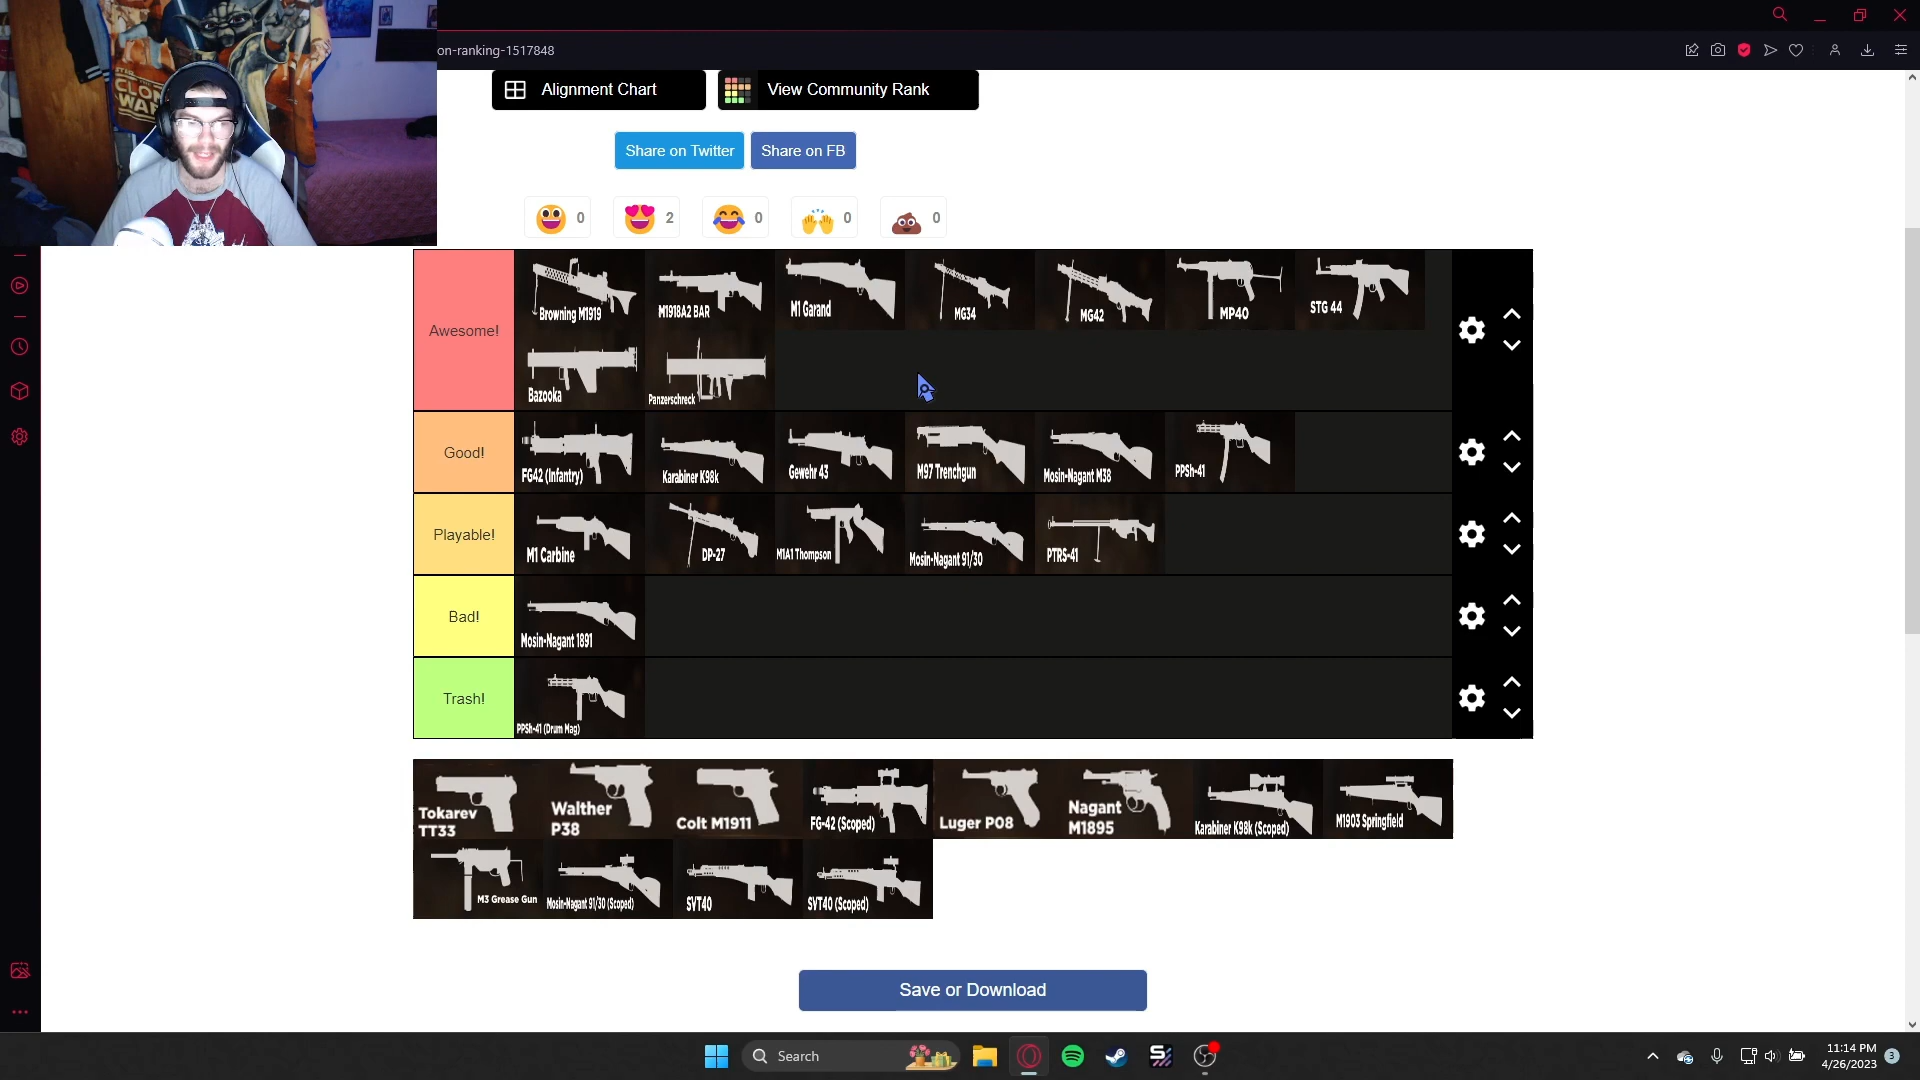 on-ranking-1517848
Alignment Chart
View Community Rank
Share on Twitter
Share on FB
0
2
0
0
0
Awesome!
Browning M1919
M1918A2 BAR
M1 Garand
MG34
MG42
MP40
STG 44
Bazooka
Panzerschreck
Good!
FG42 (Infantry)
Karabiner K98k
Gewehr 43
M97 Trenchgun
Mosin-Nagant M38
PPSh-41
Playable!
M1 Carbine
DP-27
M1A1 Thompson
Mosin-Nagant 91/30
PTRS-41
Bad!
Mosin-Nagant 1891
Trash!
PPSh-41 (Drum Mag)
Tokarev
TT33
Walther
P38
Colt M1911
FG-42 (Scoped)
Luger P08
Nagant
M1895
Karabiner K98k (Scoped)
M1903 Springfield
M3 Grease Gun
Mosin-Nagant 91/30 (Scoped)
SVT40
SVT40 (Scoped)
Save or Download
Search
11:14 PM
4/26/2023
3